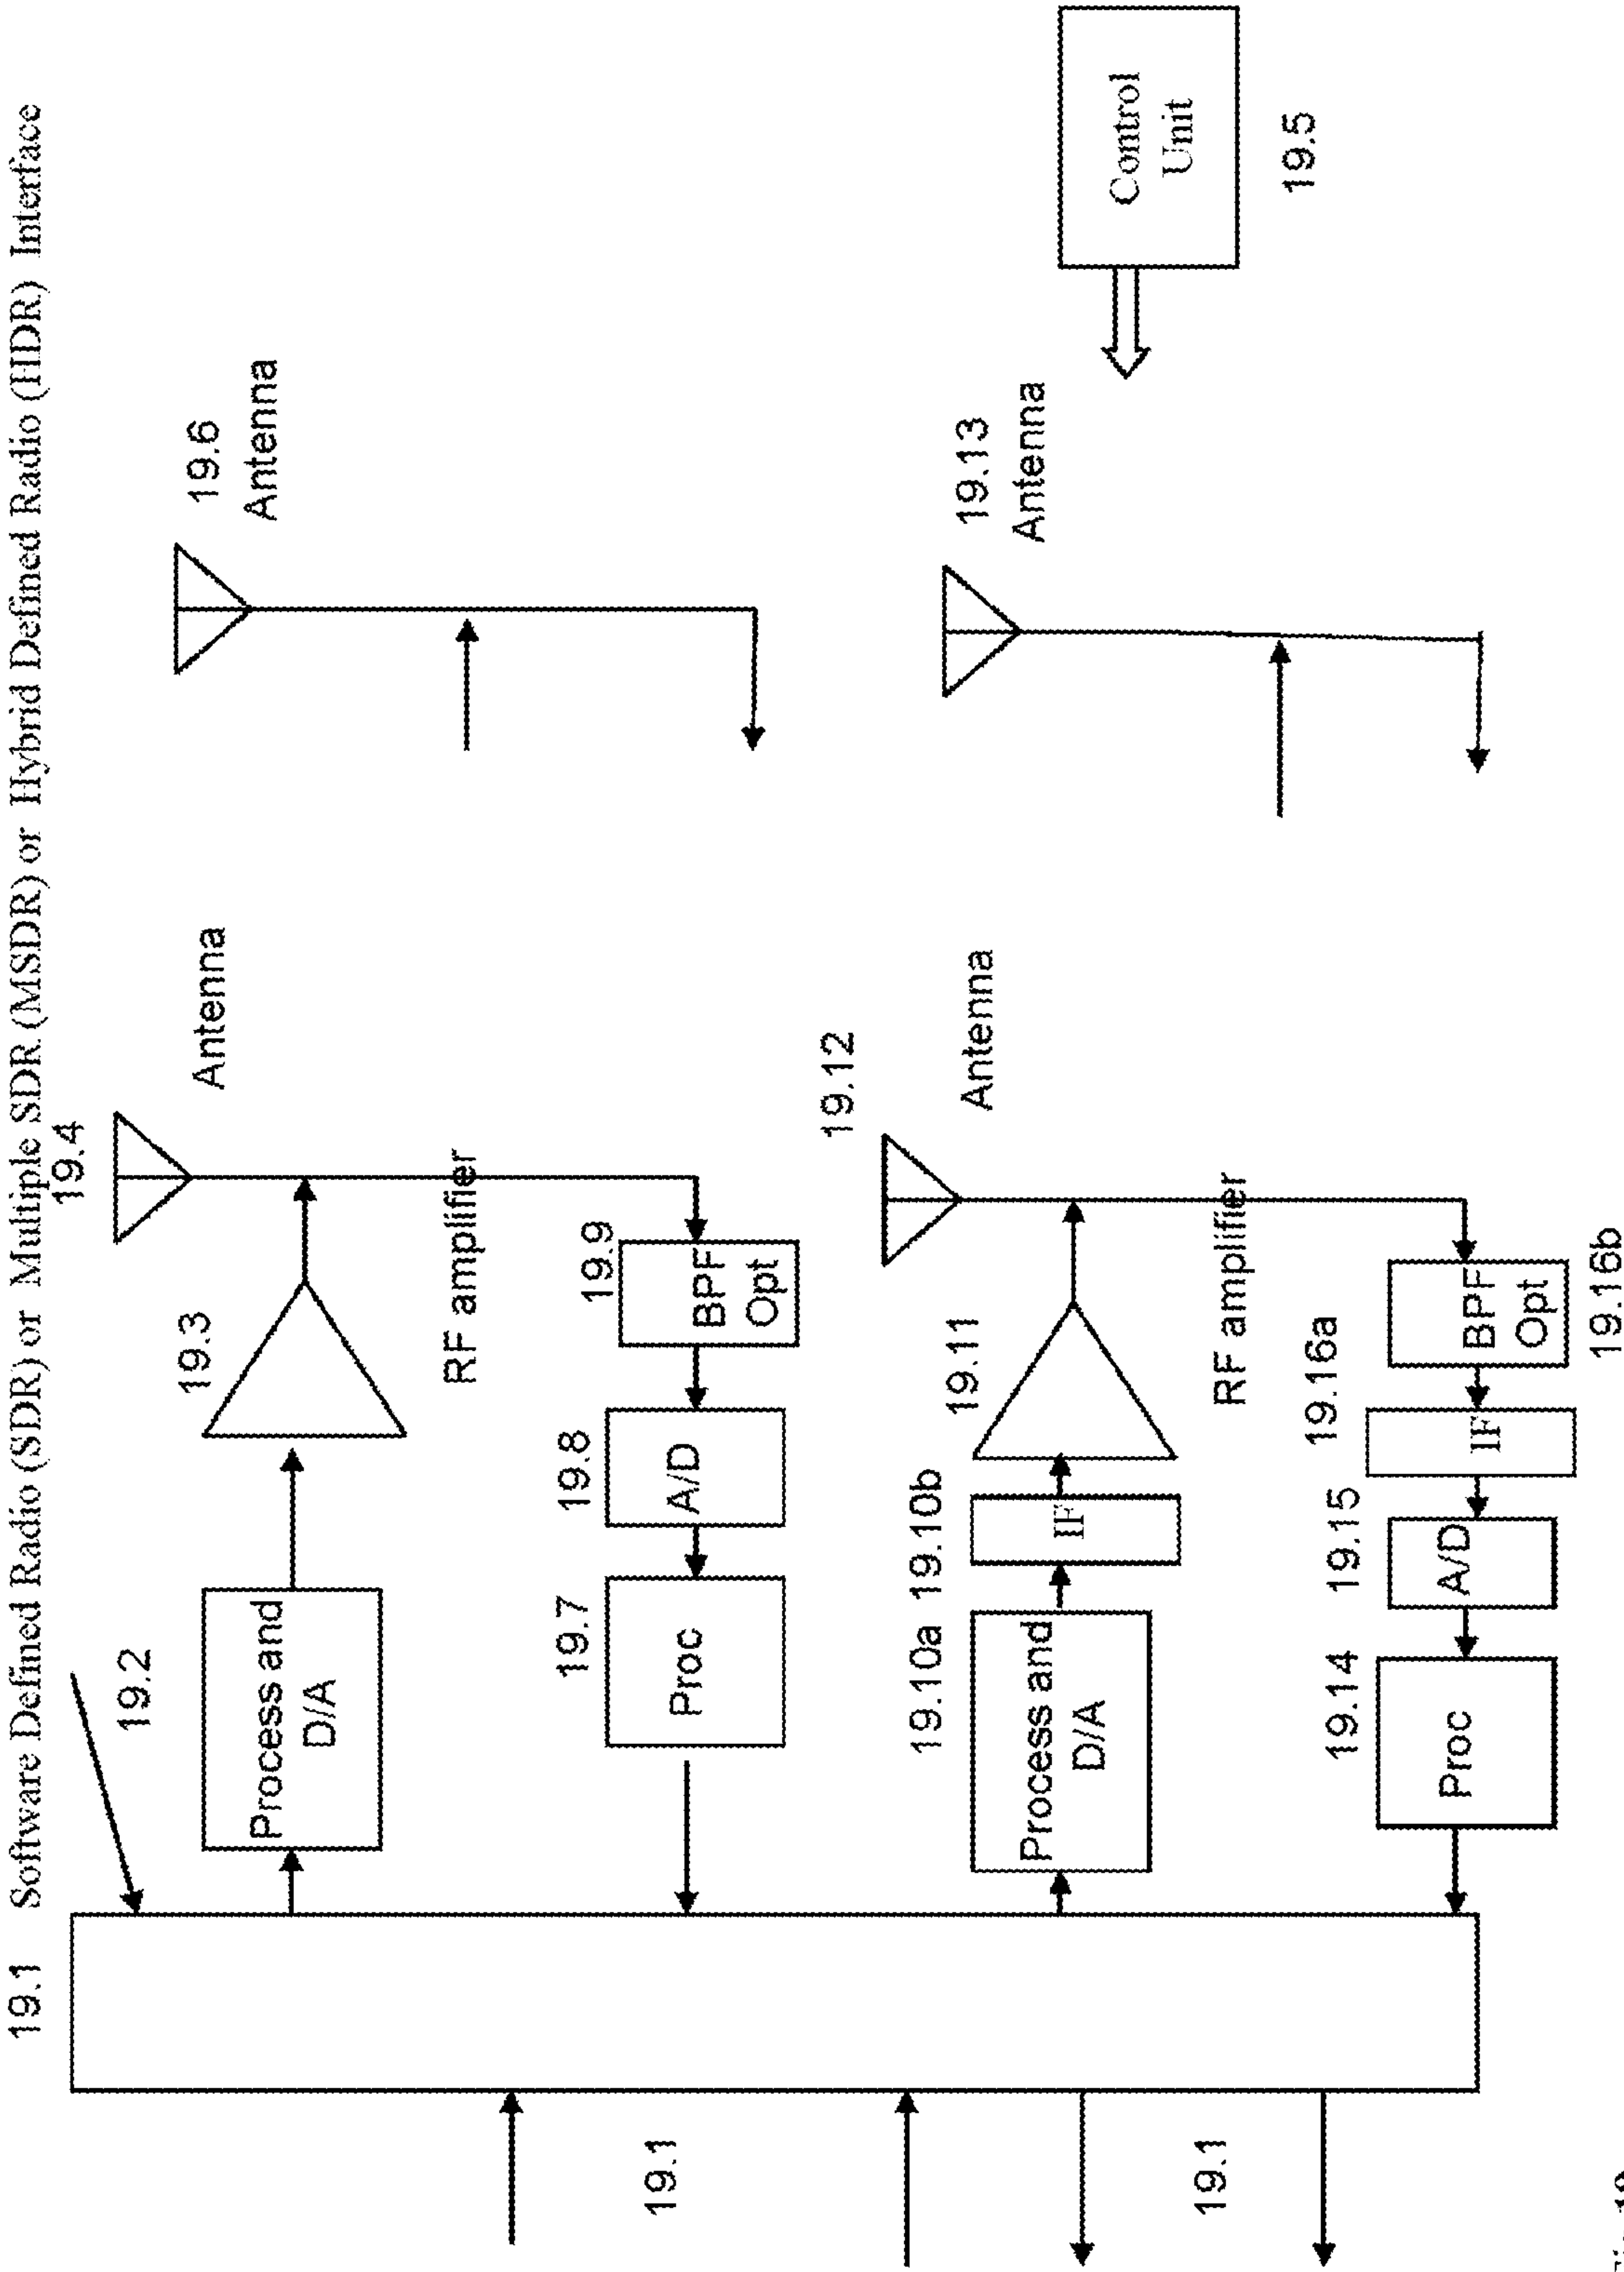 19.1 Software Defined Radio (SDR) or Multiple SDR (MSDR) or Hybrid Defined Radio (HDR) Interface
19.4
Antenna
19.6
Antenna
19.2
Process and
D/A
19.3
RF amplifier
19.7
Proc
19.8
A/D
19.9
BPF
Opt
19.1
19.12
Antenna
19.13
Antenna
Control
Unit
19.5
19.10a
Process and
D/A
19.10b
IF
19.11
RF amplifier
19.1
19.14
Proc
19.15
A/D
19.16a
IF
BPF
Opt
19.16b